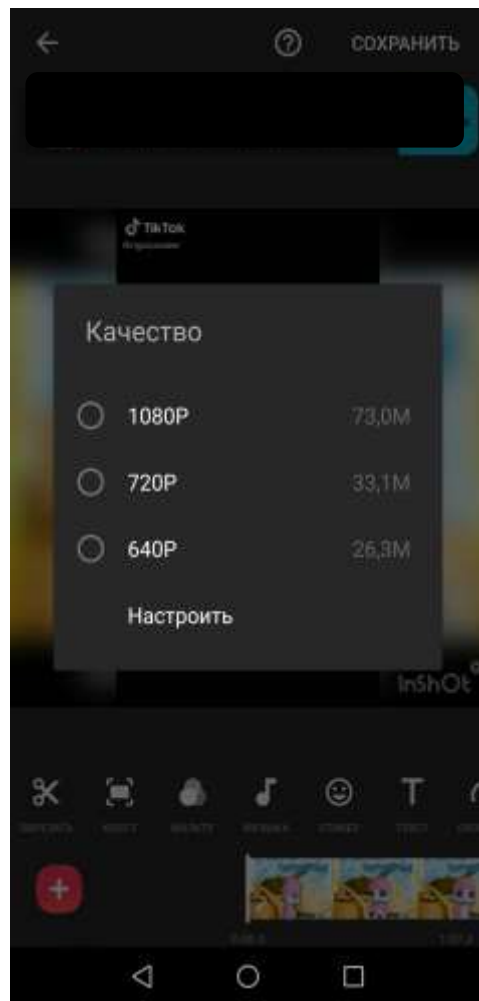 СОХРАНИТЬ
TikTok
Качество
1080P 73,0M
720P 33,1M
640P 26,3M
Настроить
InShOt